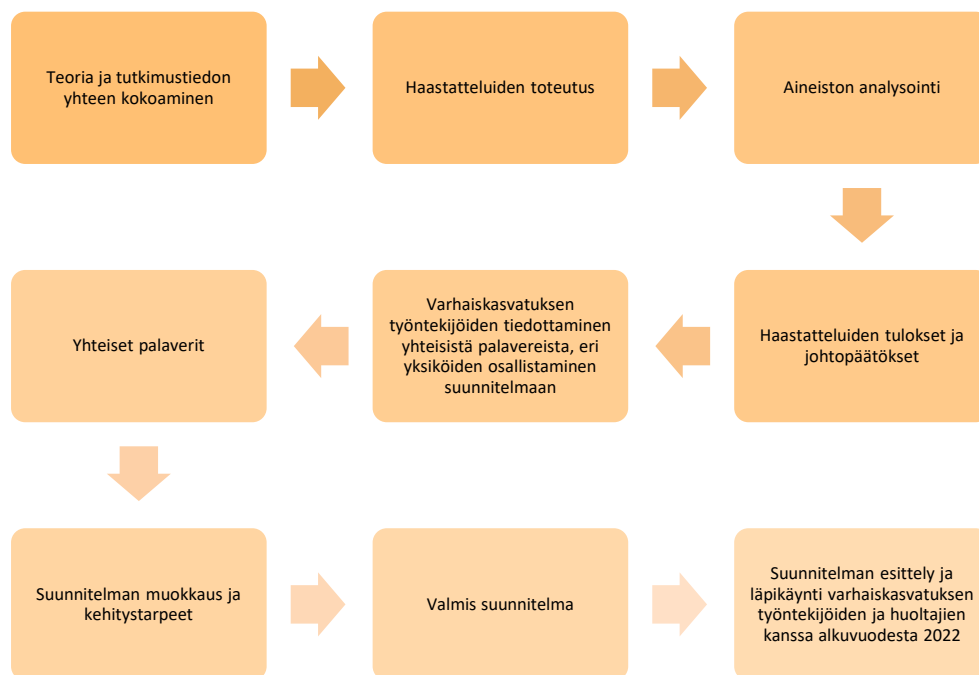 Teoria ja tutkimustiedon
yhteen kokoaminen
Haastatteluiden toteutus
Aineiston analysointi
Haastatteluiden tulokset ja
johtopäätökset
Varhaiskasvatuksen
työntekijöiden tiedottaminen
yhteisistä palavereista, eri
yksiköiden osallistaminen
suunnitelmaan
Yhteiset palaverit
Suunnitelman muokkaus ja
kehitystarpeet
Valmis suunnitelma
Suunnitelman esittely ja
läpikäynti varhaiskasvatuksen
työntekijöiden ja huoltajien
kanssa alkuvuodesta 2022